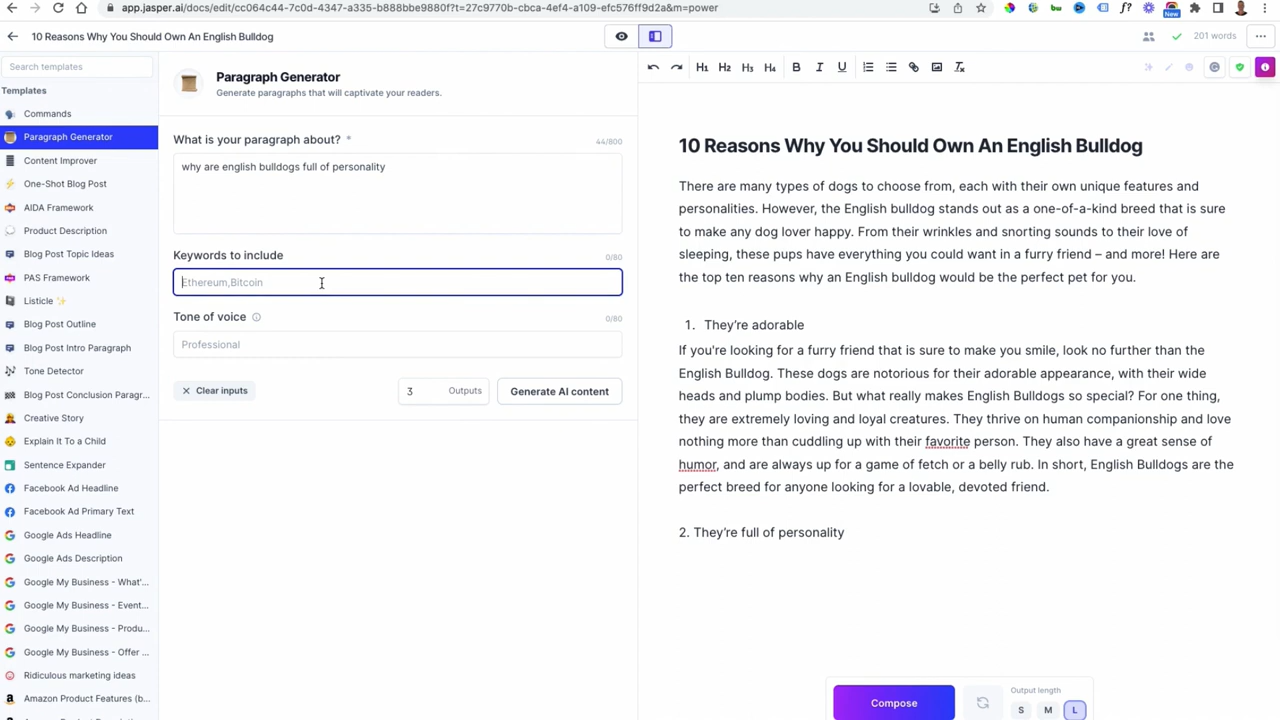 app.jasper.ai/docs/edit/cc064c44-7c0d-4347-a335-b888bbe9880f?t=27c9770b-cbca-4ef4-a109-efc576ff9d2a&m=power
New
10 Reasons Why You Should Own An English Bulldog
201 words
Search templates
Templates
Commands
Paragraph Generator
Content Improver
One-Shot Blog Post
AIDA Framework
Product Description
Blog Post Topic Ideas
PAS Framework
Listicle ✨
Blog Post Outline
Blog Post Intro Paragraph
Tone Detector
Blog Post Conclusion Paragr...
Creative Story
Explain It To a Child
Sentence Expander
Facebook Ad Headline
Facebook Ad Primary Text
Google Ads Headline
Google Ads Description
Google My Business - What'...
Google My Business - Event...
Google My Business - Produ...
Google My Business - Offer ...
Ridiculous marketing ideas
Amazon Product Features (b...
Paragraph Generator
Generate paragraphs that will captivate your readers.
What is your paragraph about? *
44/800
why are english bulldogs full of personality
Keywords to include
0/80
Ethereum,Bitcoin
Tone of voice
0/80
Professional
Clear inputs
3 Outputs
Generate AI content
H1 H2 H3 H4 B I U
10 Reasons Why You Should Own An English Bulldog
There are many types of dogs to choose from, each with their own unique features and
personalities. However, the English bulldog stands out as a one-of-a-kind breed that is sure
to make any dog lover happy. From their wrinkles and snorting sounds to their love of
sleeping, these pups have everything you could want in a furry friend – and more! Here are
the top ten reasons why an English bulldog would be the perfect pet for you.
1. They’re adorable
If you're looking for a furry friend that is sure to make you smile, look no further than the
English Bulldog. These dogs are notorious for their adorable appearance, with their wide
heads and plump bodies. But what really makes English Bulldogs so special? For one thing,
they are extremely loving and loyal creatures. They thrive on human companionship and love
nothing more than cuddling up with their favorite person. They also have a great sense of
humor, and are always up for a game of fetch or a belly rub. In short, English Bulldogs are the
perfect breed for anyone looking for a lovable, devoted friend.
2. They’re full of personality
Compose
Output length
S M L